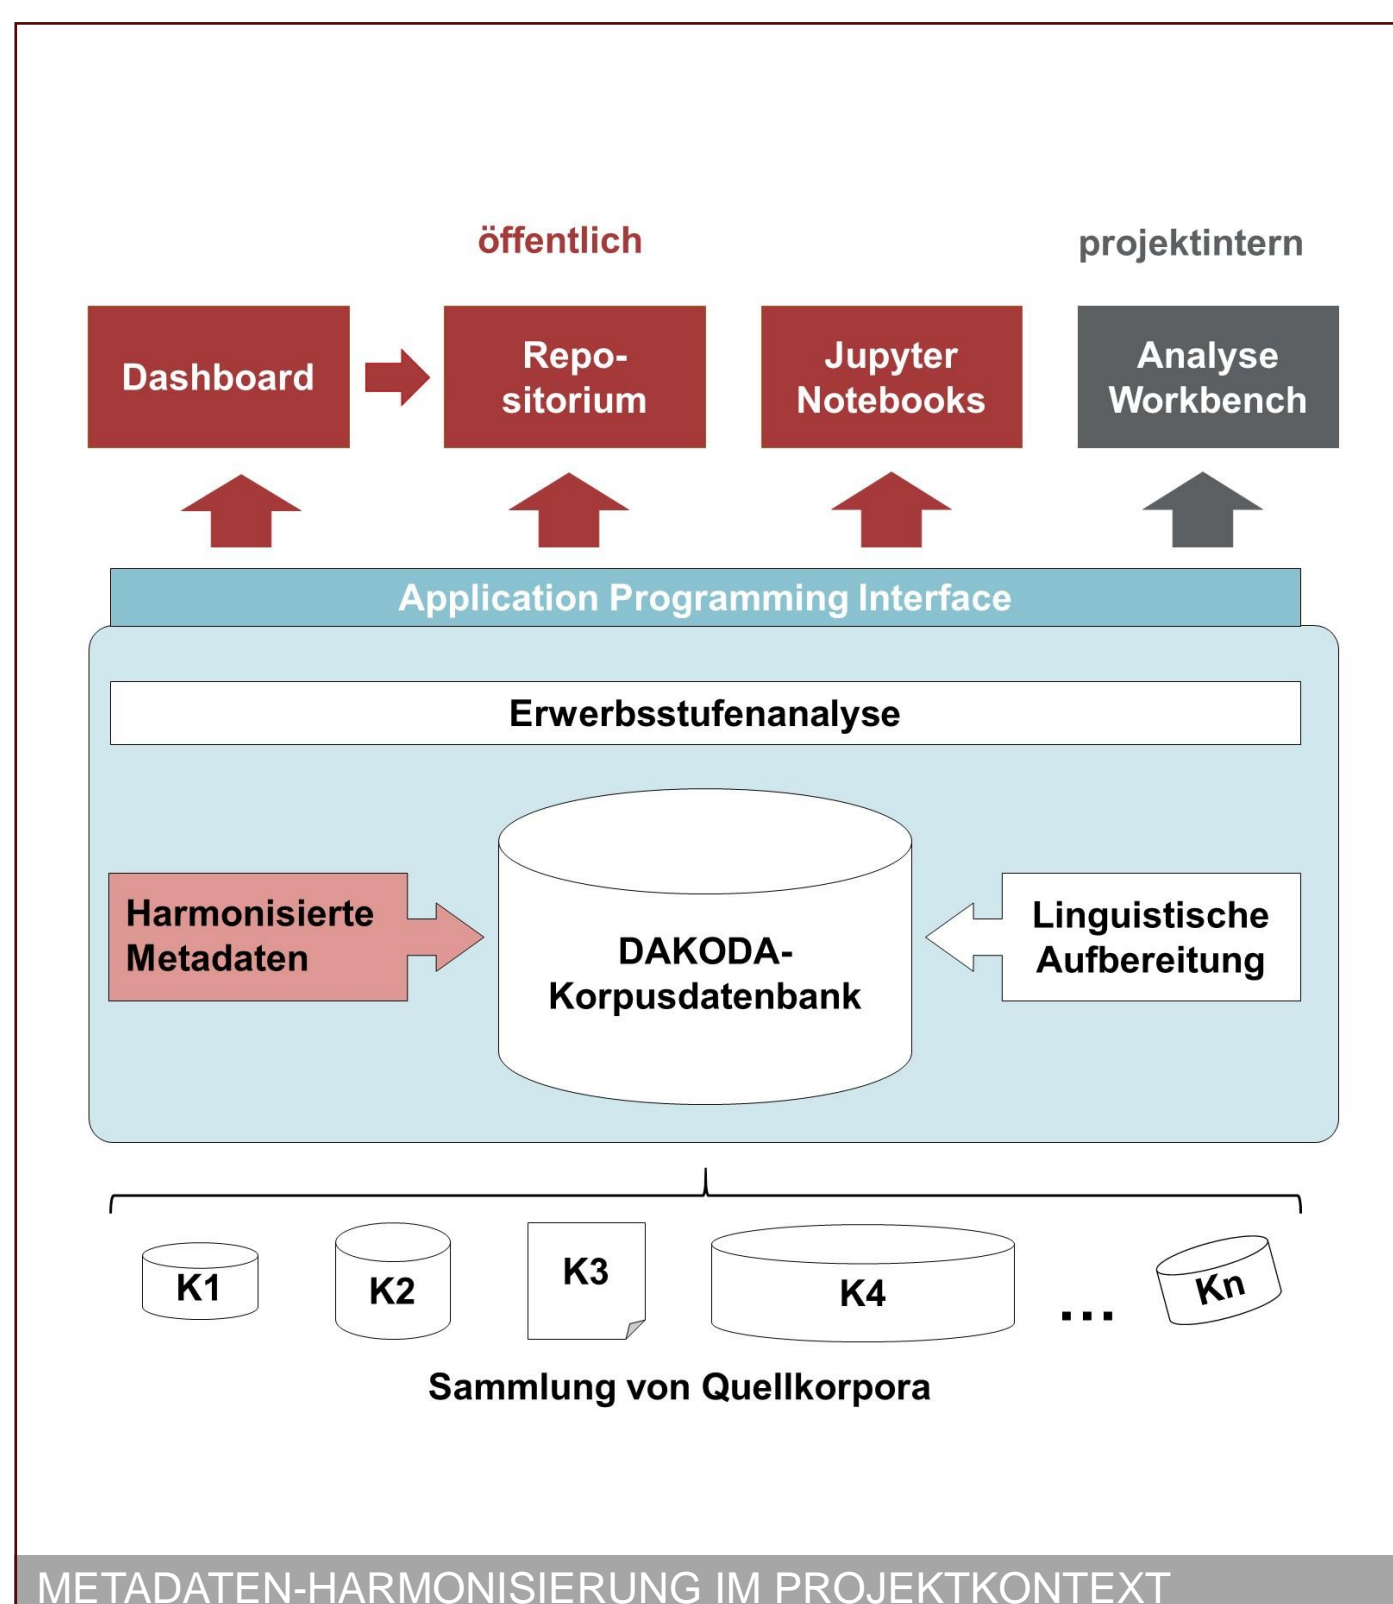 öffentlich
projektintern
Dashboard
Repo-
sitorium
Jupyter
Notebooks
Analyse
Workbench
Application Programming Interface
Erwerbsstufenanalyse
Harmonisierte
Metadaten
DAKODA-
Korpusdatenbank
Linguistische
Aufbereitung
K1
K2
K3
K4
...
Kn
Sammlung von Quellkorpora
METADATEN-HARMONISIERUNG IM PROJEKTKONTEXT